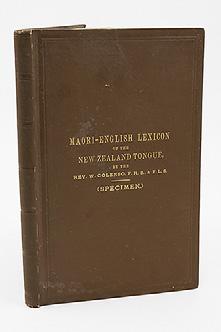 MAORI-ENGLISH LEXICON
OF THE
NEW ZEALAND TONGUE,
BY THE
REV. W. COLENSO, F.R.S., & F.L.S.
(SPECIMEN)